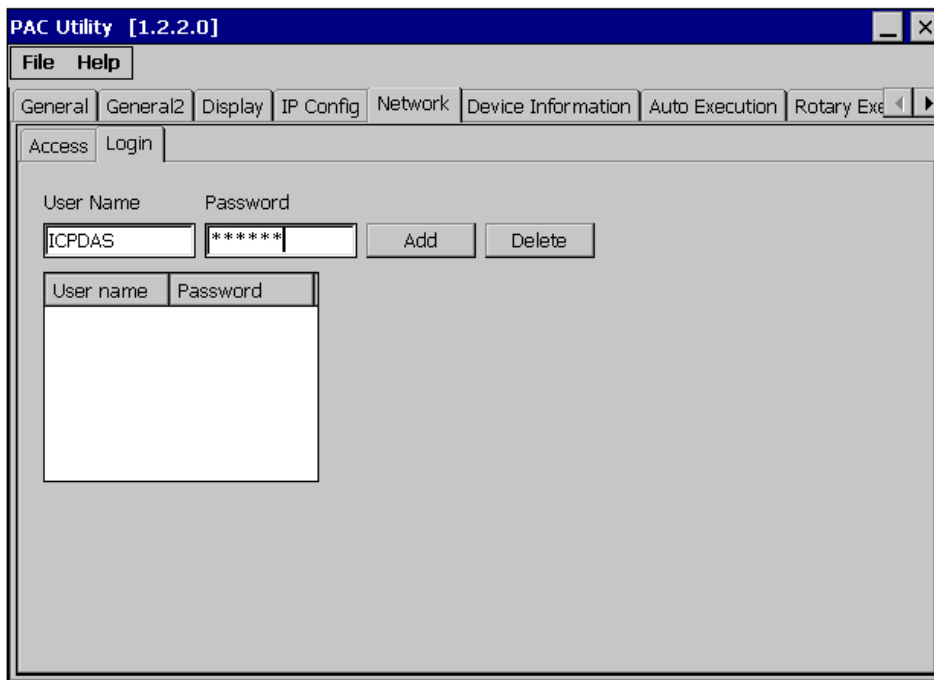 PAC Utility [1.2.2.0]
File Help
General General2 Display IP Config Network Device Information Auto Execution Rotary Exe
Access Login
User Name Password
ICPDAS ****** Add Delete
User name Password